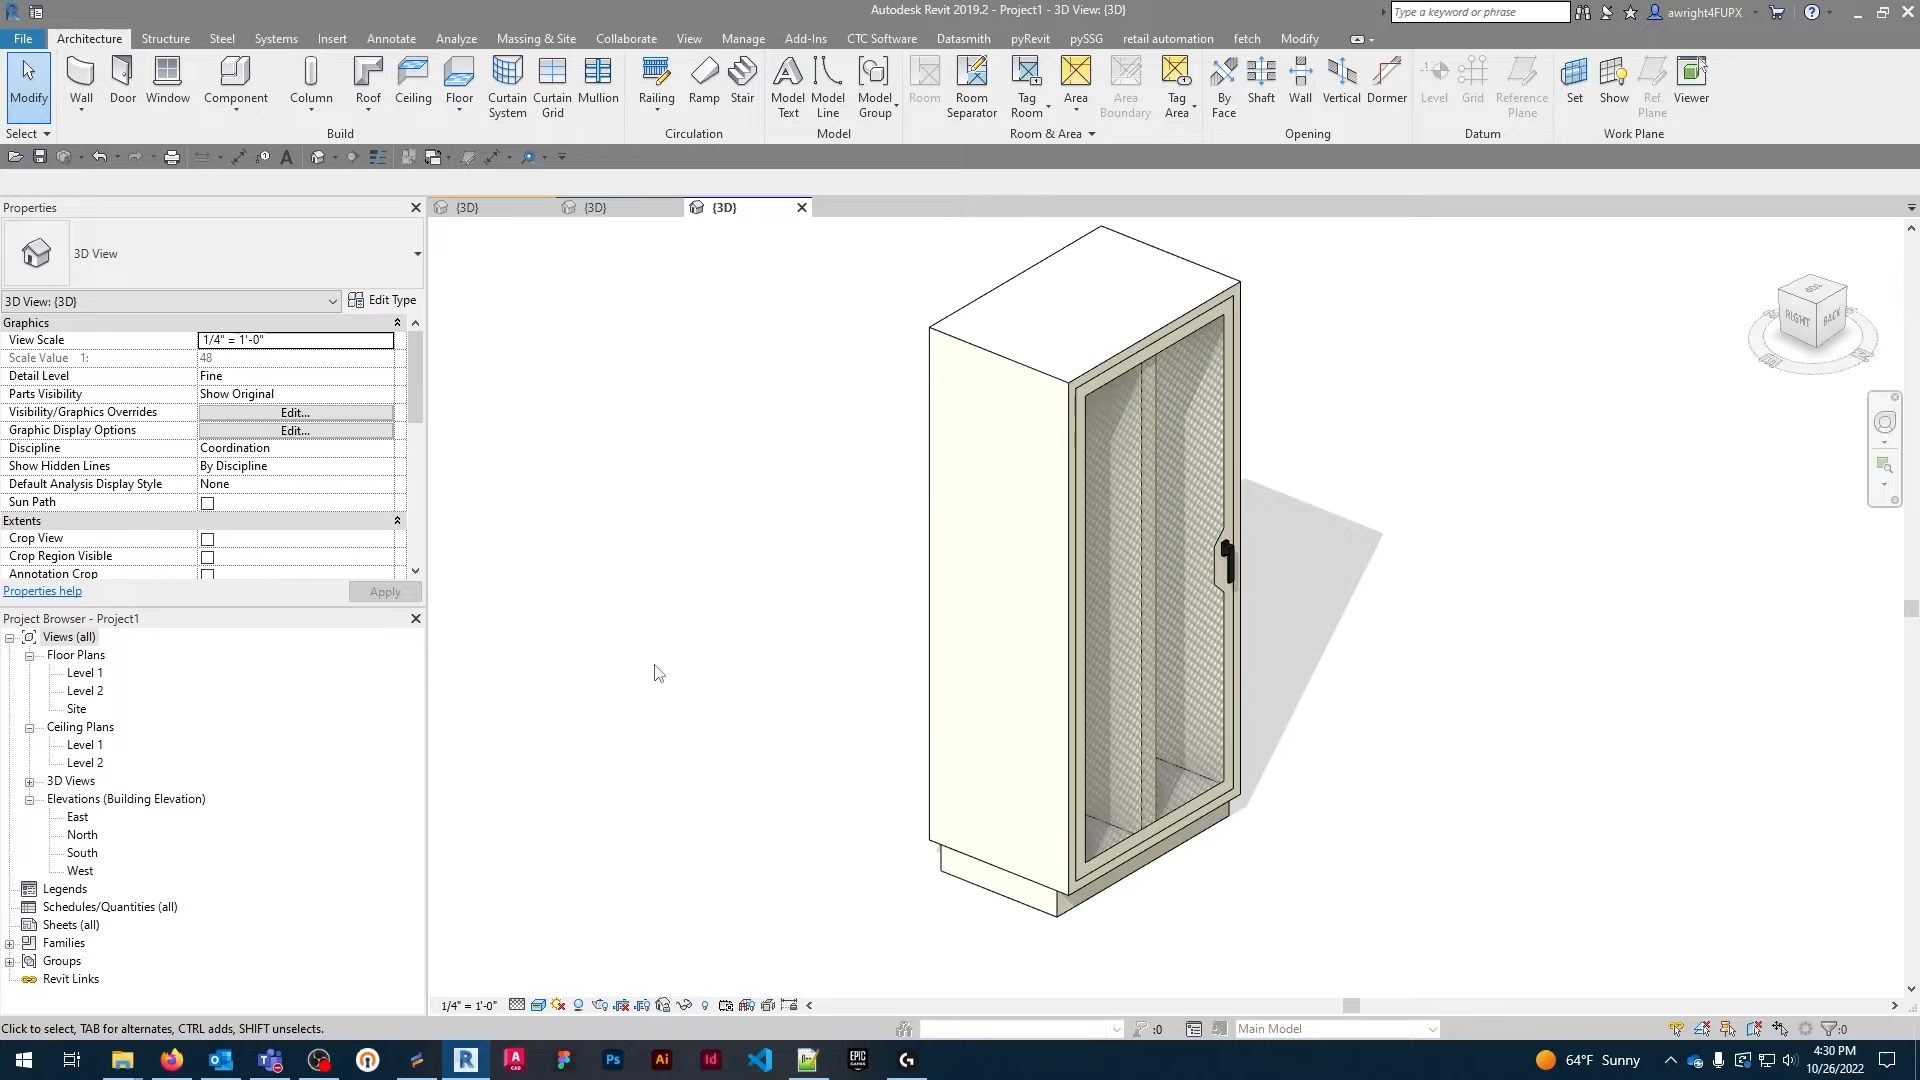 Autodesk Revit 2019.2 - Project1 - 3D View: {3D}
Type a keyword or phrase
awright4FUPX
File Architecture Structure Steel Systems Insert Annotate Analyze Massing & Site Collaborate View Manage Add-Ins CTC Software Datasmith pyRevit pySSG retail automation fetch Modify
Modify Wall Door Window Component Column Roof Ceiling Floor Curtain System Curtain Grid Mullion Railing Ramp Stair Model Text Model Line Model Group Room Room Separator Tag Room Area Area Boundary Tag Area By Face Shaft Wall Vertical Dormer Level Grid Reference Plane Set Show Ref Plane Viewer
Select Build Circulation Model Room & Area Opening Datum Work Plane
Properties
{3D} {3D} {3D}
3D View
3D View: {3D} Edit Type
Graphics
View Scale 1/4" = 1'-0"
Scale Value 1: 48
Detail Level Fine
Parts Visibility Show Original
Visibility/Graphics Overrides Edit...
Graphic Display Options Edit...
Discipline Coordination
Show Hidden Lines By Discipline
Default Analysis Display Style None
Sun Path
Extents
Crop View
Crop Region Visible
Annotation Crop
Properties help Apply
TOP
RIGHT BACK
Project Browser - Project1
Views (all)
Floor Plans
Level 1
Level 2
Site
Ceiling Plans
Level 1
Level 2
3D Views
Elevations (Building Elevation)
East
North
South
West
Legends
Schedules/Quantities (all)
Sheets (all)
Families
Groups
Revit Links
1/4" = 1'-0"
Click to select, TAB for alternates, CTRL adds, SHIFT unselects.
:0
Main Model
:0
64°F Sunny
4:30 PM
10/26/2022